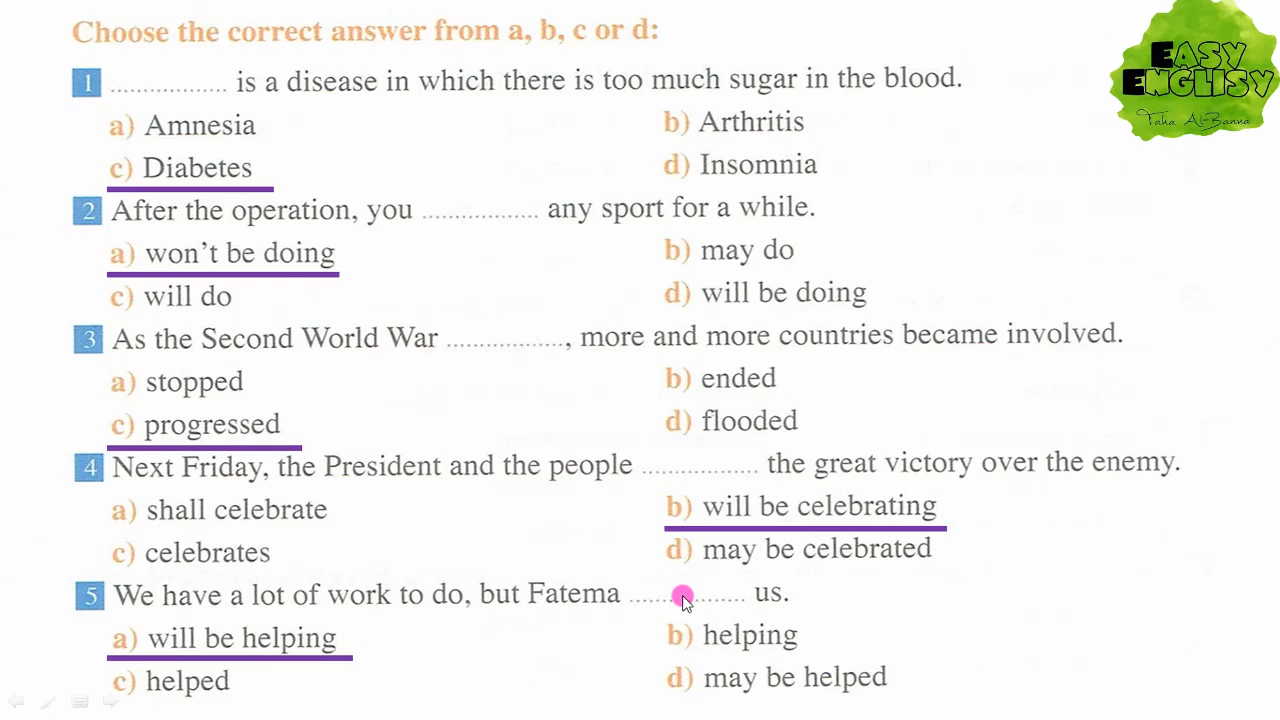 Choose the correct answer from a, b, c or d:
EASY
ENGLISY
Taha Al-Banna
1 .................. is a disease in which there is too much sugar in the blood.
a) Amnesia b) Arthritis
c) Diabetes d) Insomnia
2 After the operation, you .................. any sport for a while.
a) won't be doing b) may do
c) will do d) will be doing
3 As the Second World War .................., more and more countries became involved.
a) stopped b) ended
c) progressed d) flooded
4 Next Friday, the President and the people .................. the great victory over the enemy.
a) shall celebrate b) will be celebrating
c) celebrates d) may be celebrated
5 We have a lot of work to do, but Fatema .................. us.
a) will be helping b) helping
c) helped d) may be helped